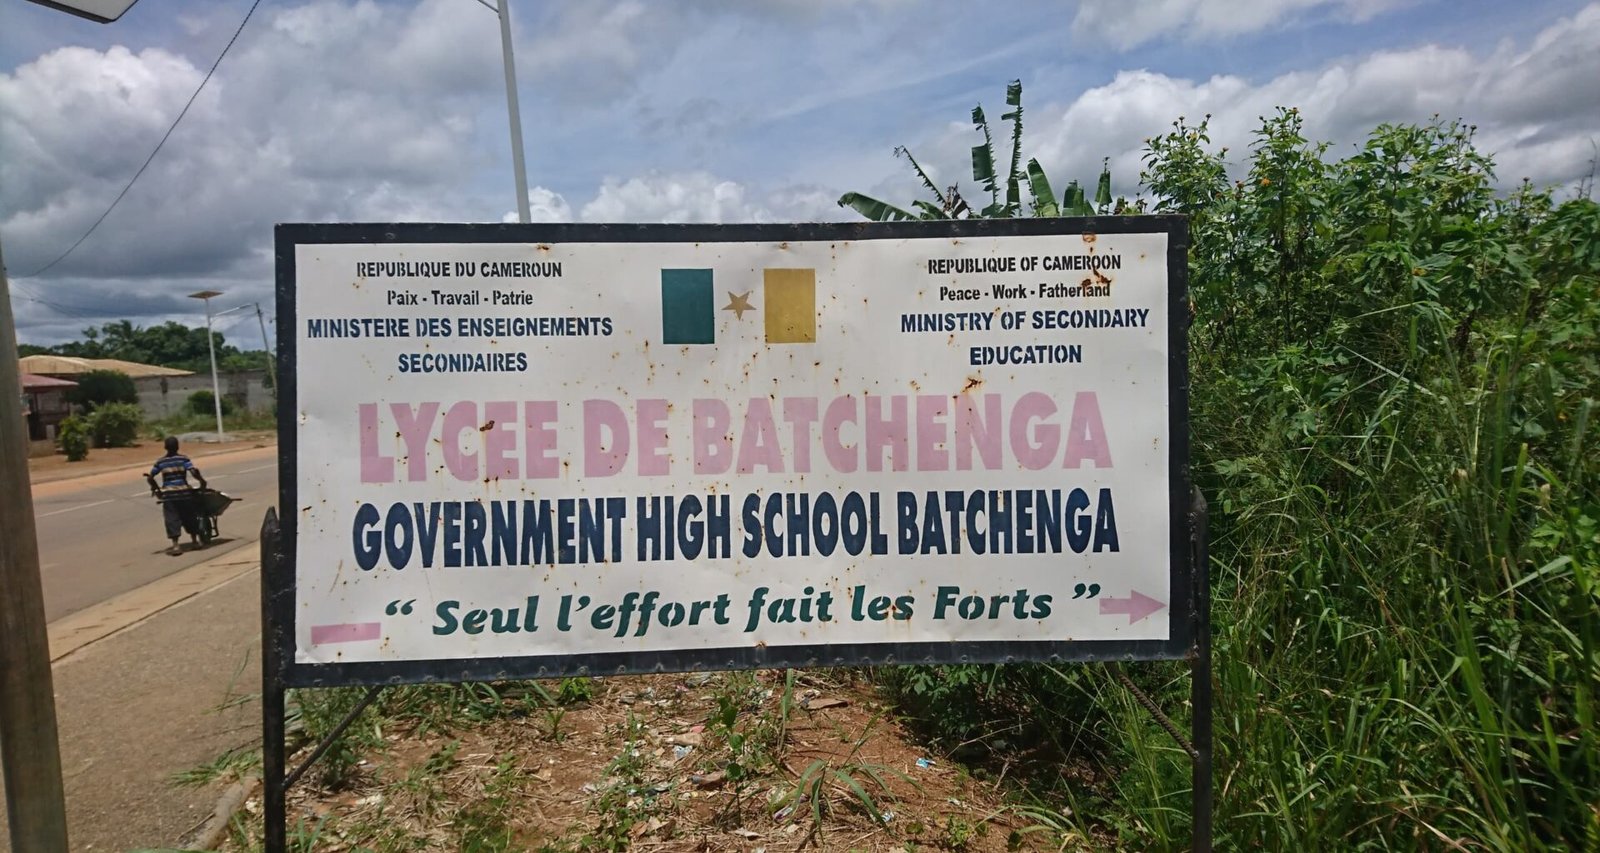 REPUBLIQUE DU CAMEROUN
Paix - Travail - Patrie
MINISTERE DES ENSEIGNEMENTS
SECONDAIRES
REPUBLIC OF CAMEROON
Peace - Work - Fatherland
MINISTRY OF SECONDARY
EDUCATION
LYCEE DE BATCHENGA
GOVERNMENT HIGH SCHOOL BATCHENGA
“ Seul l’effort fait les Forts ”